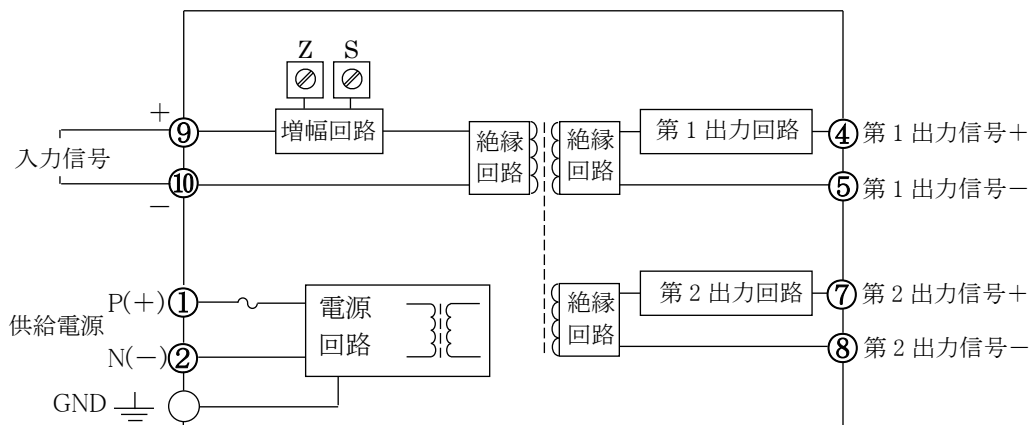 Z S
+
⑨
増幅回路
絶縁
回路
絶縁
回路
第1出力回路
④ 第1出力信号+
入力信号
⑩
−
⑤ 第1出力信号−
P(+) ①
供給電源
N(−) ②
GND
電源
回路
絶縁
回路
第2出力回路
⑦ 第2出力信号+
⑧ 第2出力信号−